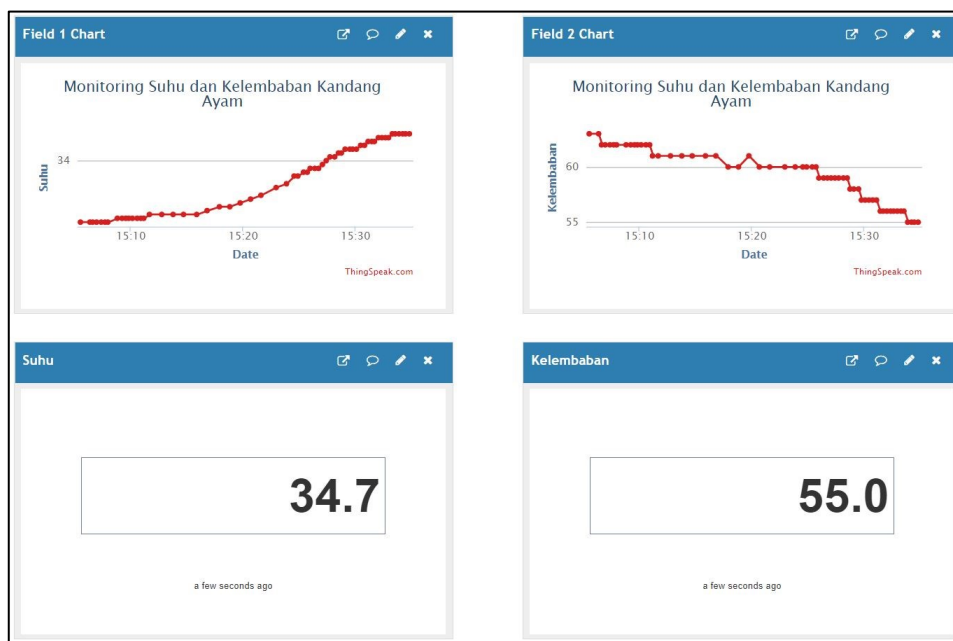 Field 1 Chart
Monitoring Suhu dan Kelembaban Kandang
Ayam
34
Suhu
15:10 15:20 15:30
Date
ThingSpeak.com
Field 2 Chart
Monitoring Suhu dan Kelembaban Kandang
Ayam
60
Kelembaban
55
15:10 15:20 15:30
Date
ThingSpeak.com
Suhu
34.7
a few seconds ago
Kelembaban
55.0
a few seconds ago